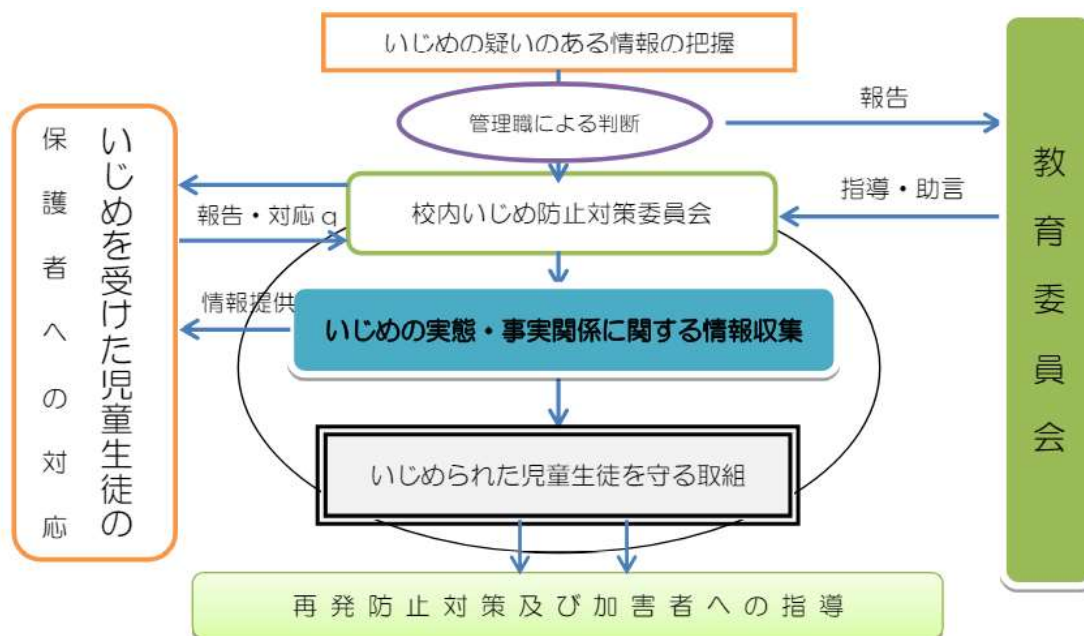 いじめの疑いのある情報の把握
管理職による判断
報告
教育委員会
指導・助言
校内いじめ防止対策委員会
報告・対応q
いじめを受けた児童生徒の
保護者への対応
情報提供
いじめの実態・事実関係に関する情報収集
いじめられた児童生徒を守る取組
再発防止対策及び加害者への指導